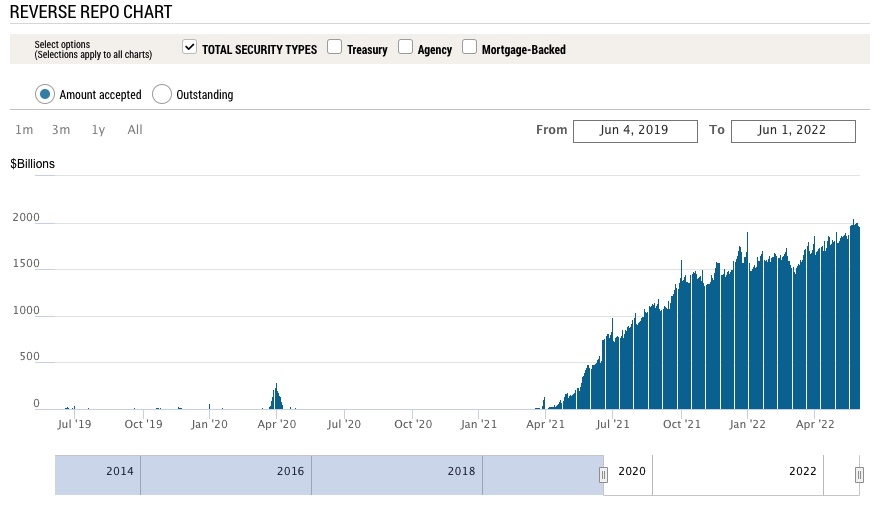 REVERSE REPO CHART
Select options
(Selections apply to all charts)
TOTAL SECURITY TYPES Treasury Agency Mortgage-Backed
Amount accepted Outstanding
1m 3m 1y All From Jun 4, 2019 To Jun 1, 2022
$Billions
2000
1500
1000
500
0
Jul '19 Oct '19 Jan '20 Apr '20 Jul '20 Oct '20 Jan '21 Apr '21 Jul '21 Oct '21 Jan '22 Apr '22
2014 2016 2018 2020 2022